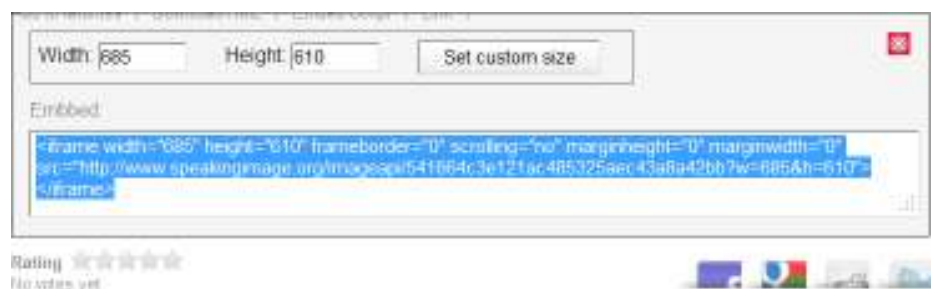 Width: 685 Height: 610 Set custom size
Embbed
<iframe width="685" height="610" frameborder="0" scrolling="no" marginheight="0" marginwidth="0"
src="http://www.speakingimage.org/imageapi/541664c3e121ac485325aec43a8a42bb?w=685&h=610">
</iframe>
Rating
No votes yet